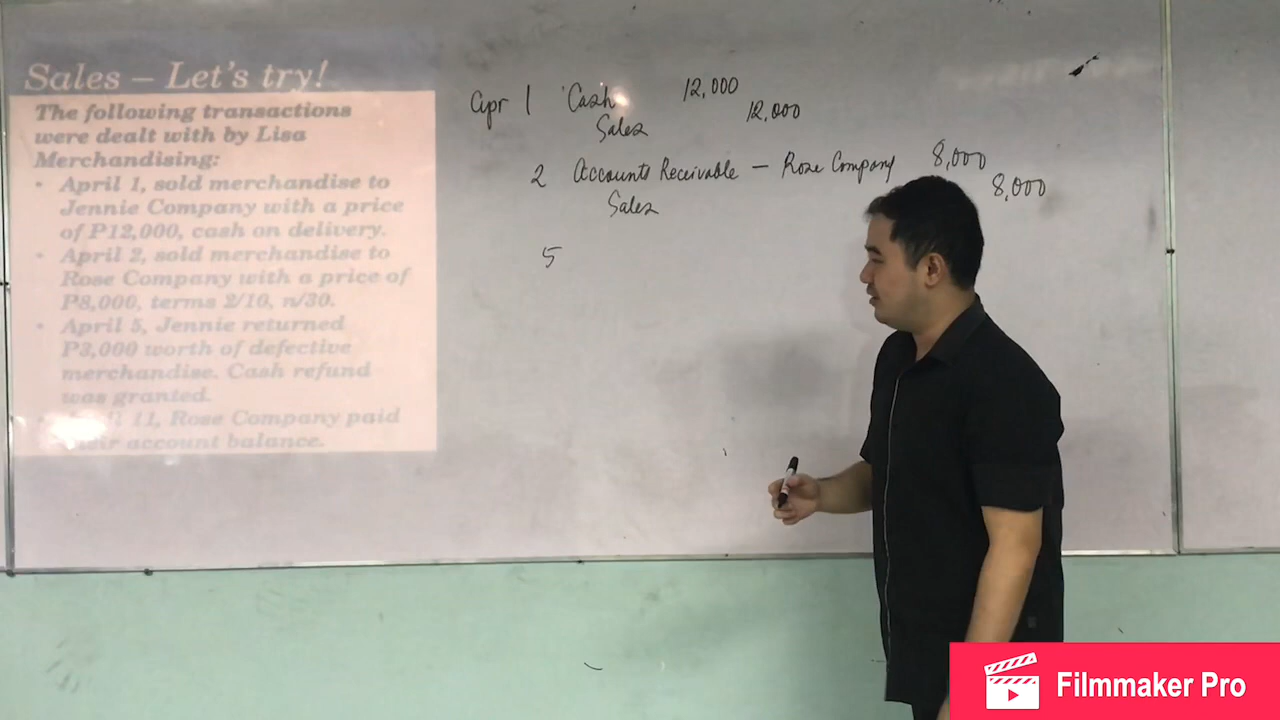 Sales – Let's try!
The following transactions
were dealt with by Lisa
Merchandising:
• April 1, sold merchandise to
Jennie Company with a price
of P12,000, cash on delivery.
• April 2, sold merchandise to
Rose Company with a price of
P8,000, terms 2/10, n/30.
• April 5, Jennie returned
P3,000 worth of defective
merchandise. Cash refund
was granted.
11, Rose Company paid
account balance.
Apr 1 Cash 12,000
Sales 12,000
2 Accounts Receivable – Rose Company 8,000
Sales 8,000
5
Filmmaker Pro